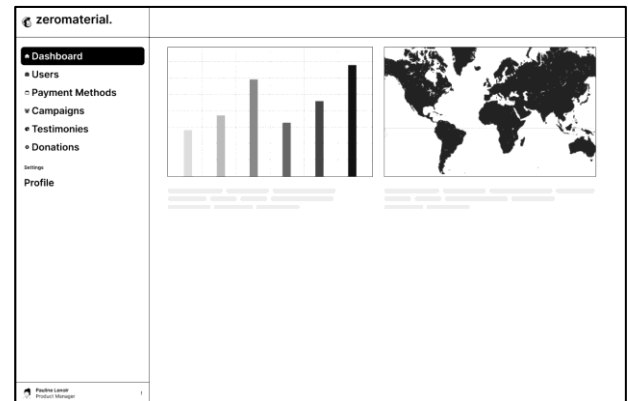 zeromaterial.
Dashboard
Users
Payment Methods
Campaigns
Testimonies
Donations
Settings
Profile
Pauline Lenoir
Product Manager